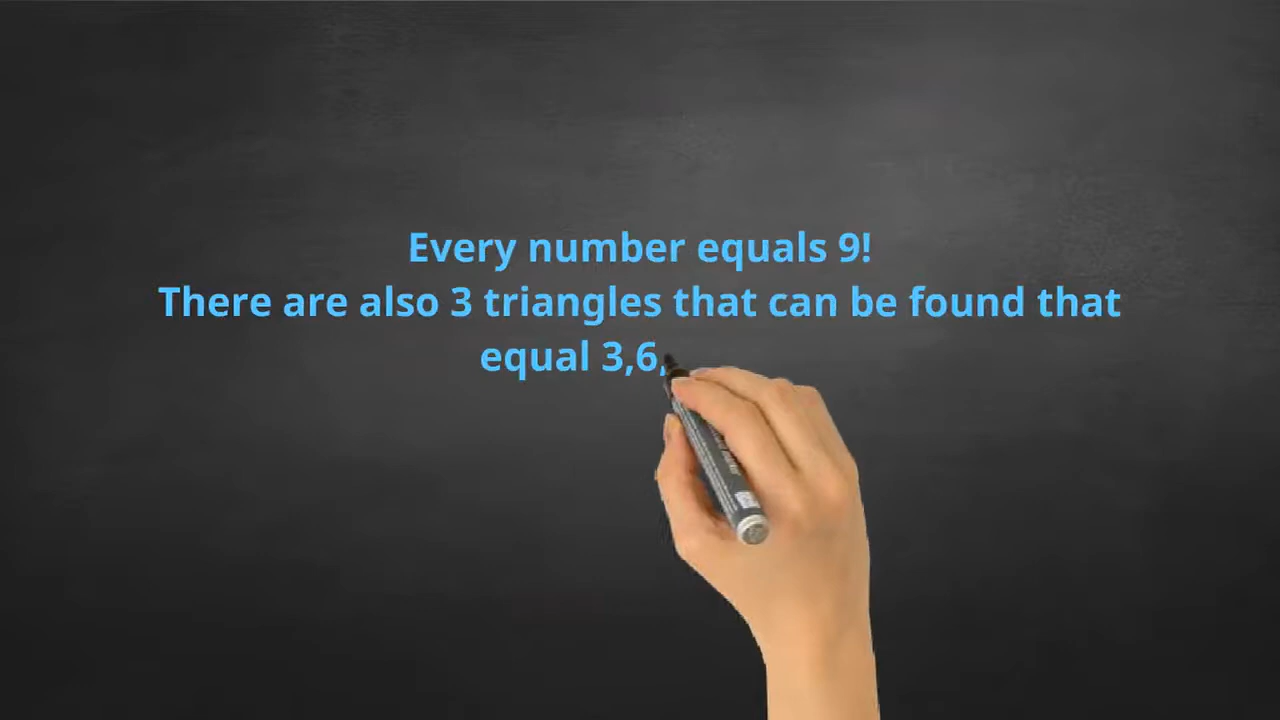 Every number equals 9!
There are also 3 triangles that can be found that
equal 3,6,